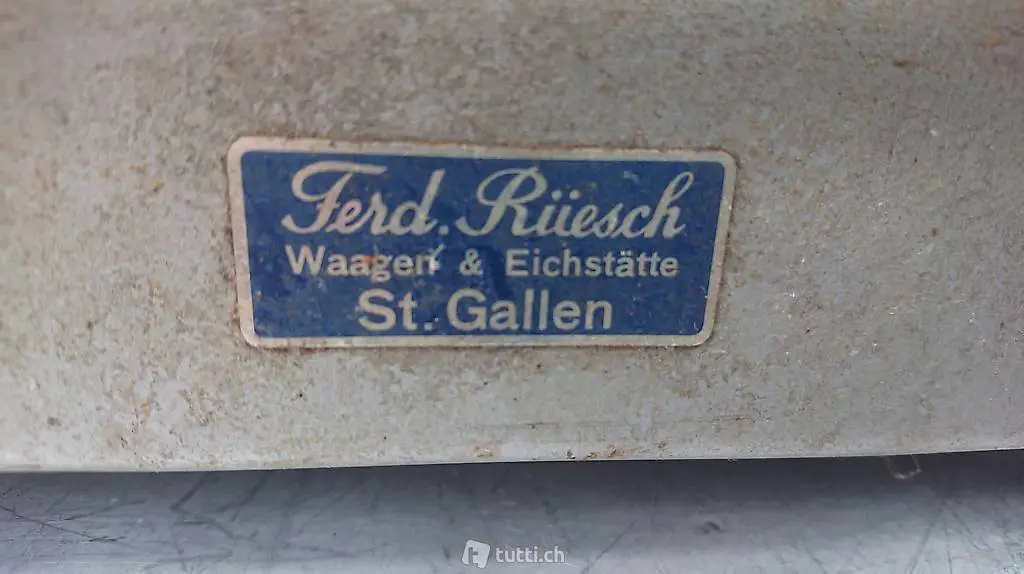 Ferd. Rüesch
Waagen & Eichstätte
St. Gallen
tutti.ch